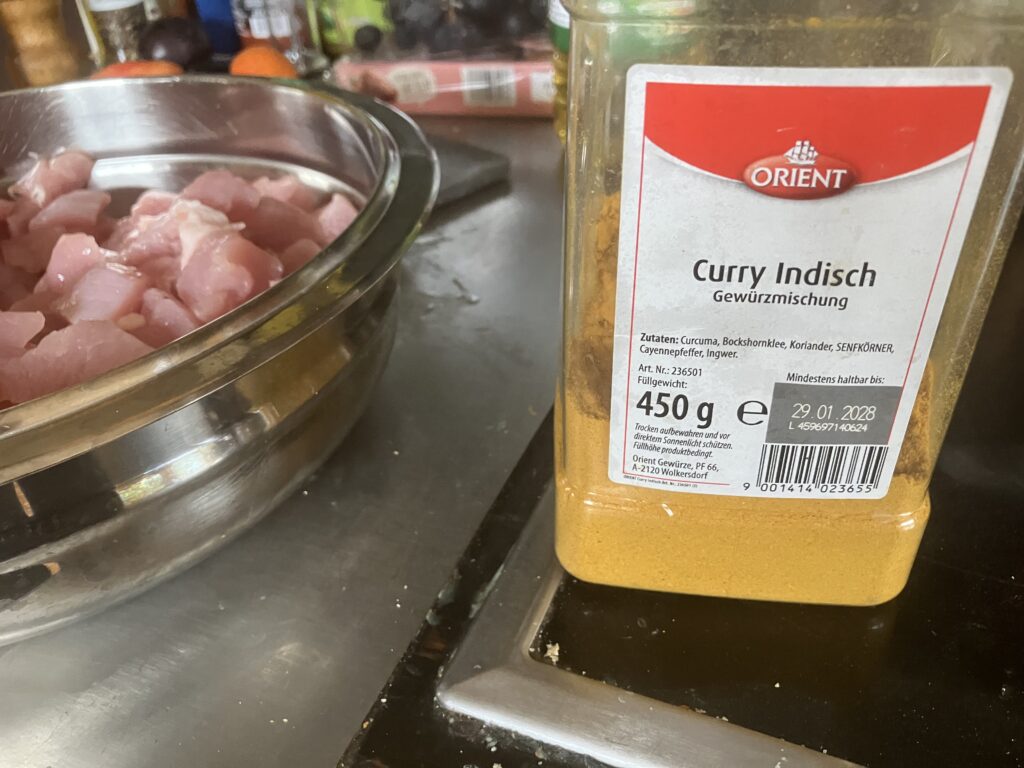 ORIENT
Curry Indisch
Gewürzmischung
Zutaten: Curcuma, Bockshornklee, Koriander, SENFKÖRNER,
Cayennepfeffer, Ingwer.
Art. Nr.: 236501
Füllgewicht:
450 g ℮
Mindestens haltbar bis:
29.01.2028
L 459697140624
Trocken aufbewahren und vor
direktem Sonnenlicht schützen.
Füllhöhe produktbedingt.
Orient Gewürze, PF 66,
A-2120 Wolkersdorf
9 001414 023655